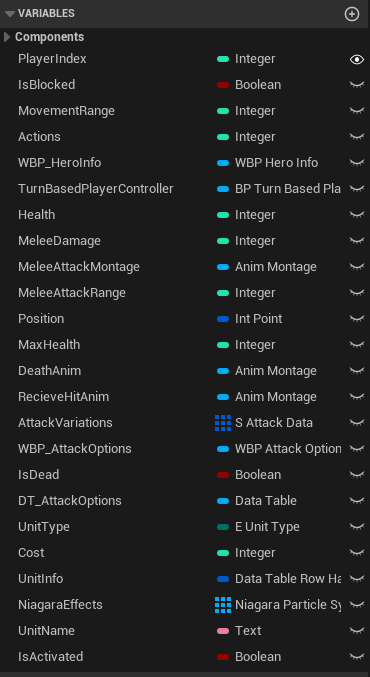 VARIABLES
Components
PlayerIndex Integer
IsBlocked Boolean
MovementRange Integer
Actions Integer
WBP_HeroInfo WBP Hero Info
TurnBasedPlayerController BP Turn Based Pla
Health Integer
MeleeDamage Integer
MeleeAttackMontage Anim Montage
MeleeAttackRange Integer
Position Int Point
MaxHealth Integer
DeathAnim Anim Montage
RecieveHitAnim Anim Montage
AttackVariations S Attack Data
WBP_AttackOptions WBP Attack Option
IsDead Boolean
DT_AttackOptions Data Table
UnitType E Unit Type
Cost Integer
UnitInfo Data Table Row Ha
NiagaraEffects Niagara Particle Sy
UnitName Text
IsActivated Boolean